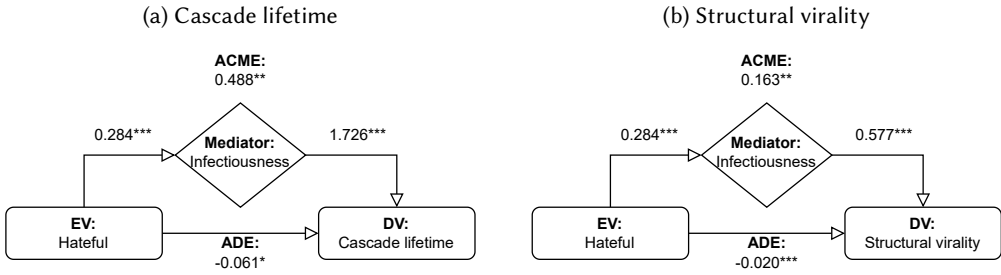 (a) Cascade lifetime
ACME:
0.488**
0.284***
Mediator:
Infectiousness
1.726***
EV:
Hateful
ADE:
-0.061*
DV:
Cascade lifetime
(b) Structural virality
ACME:
0.163**
0.284***
Mediator:
Infectiousness
0.577***
EV:
Hateful
ADE:
-0.020***
DV:
Structural virality